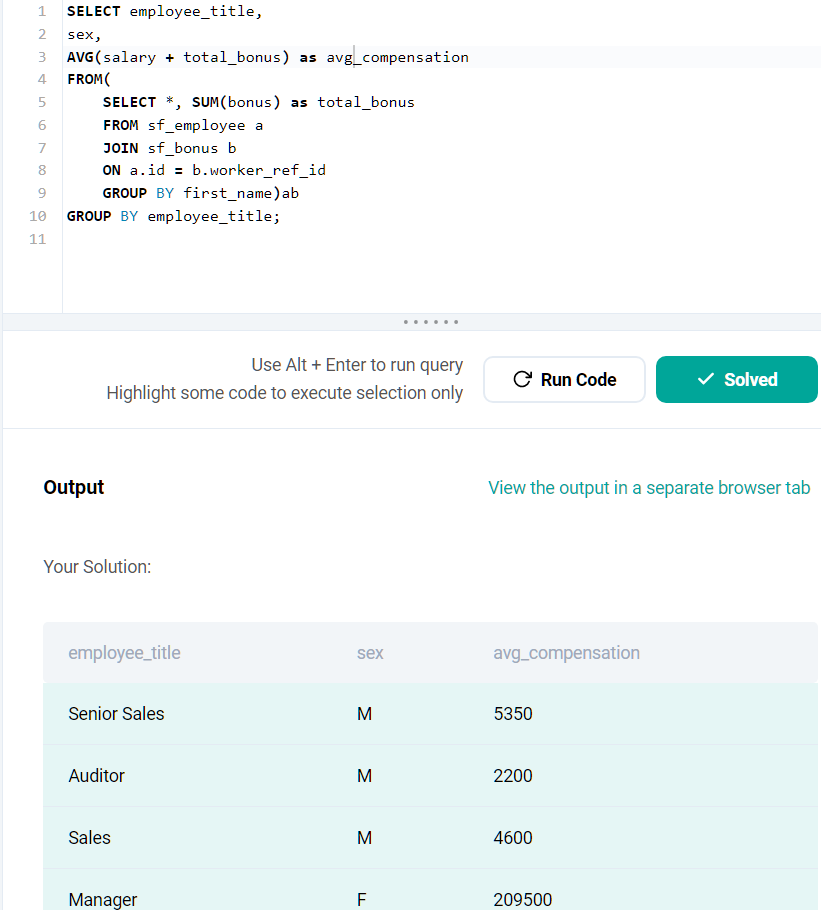 1 SELECT employee_title,
2 sex,
3 AVG(salary + total_bonus) as avg_compensation
4 FROM(
5 SELECT *, SUM(bonus) as total_bonus
6 FROM sf_employee a
7 JOIN sf_bonus b
8 ON a.id = b.worker_ref_id
9 GROUP BY first_name)ab
10 GROUP BY employee_title;
11
Use Alt + Enter to run query
Highlight some code to execute selection only
Run Code
Solved
Output
View the output in a separate browser tab
Your Solution:
employee_title sex avg_compensation
Senior Sales M 5350
Auditor M 2200
Sales M 4600
Manager F 209500